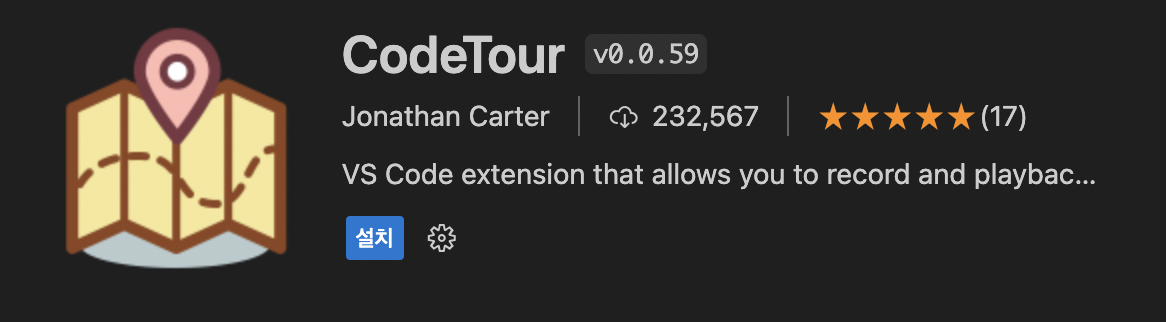 CodeTour v0.0.59
Jonathan Carter 232,567 (17)
VS Code extension that allows you to record and playbac...
설치